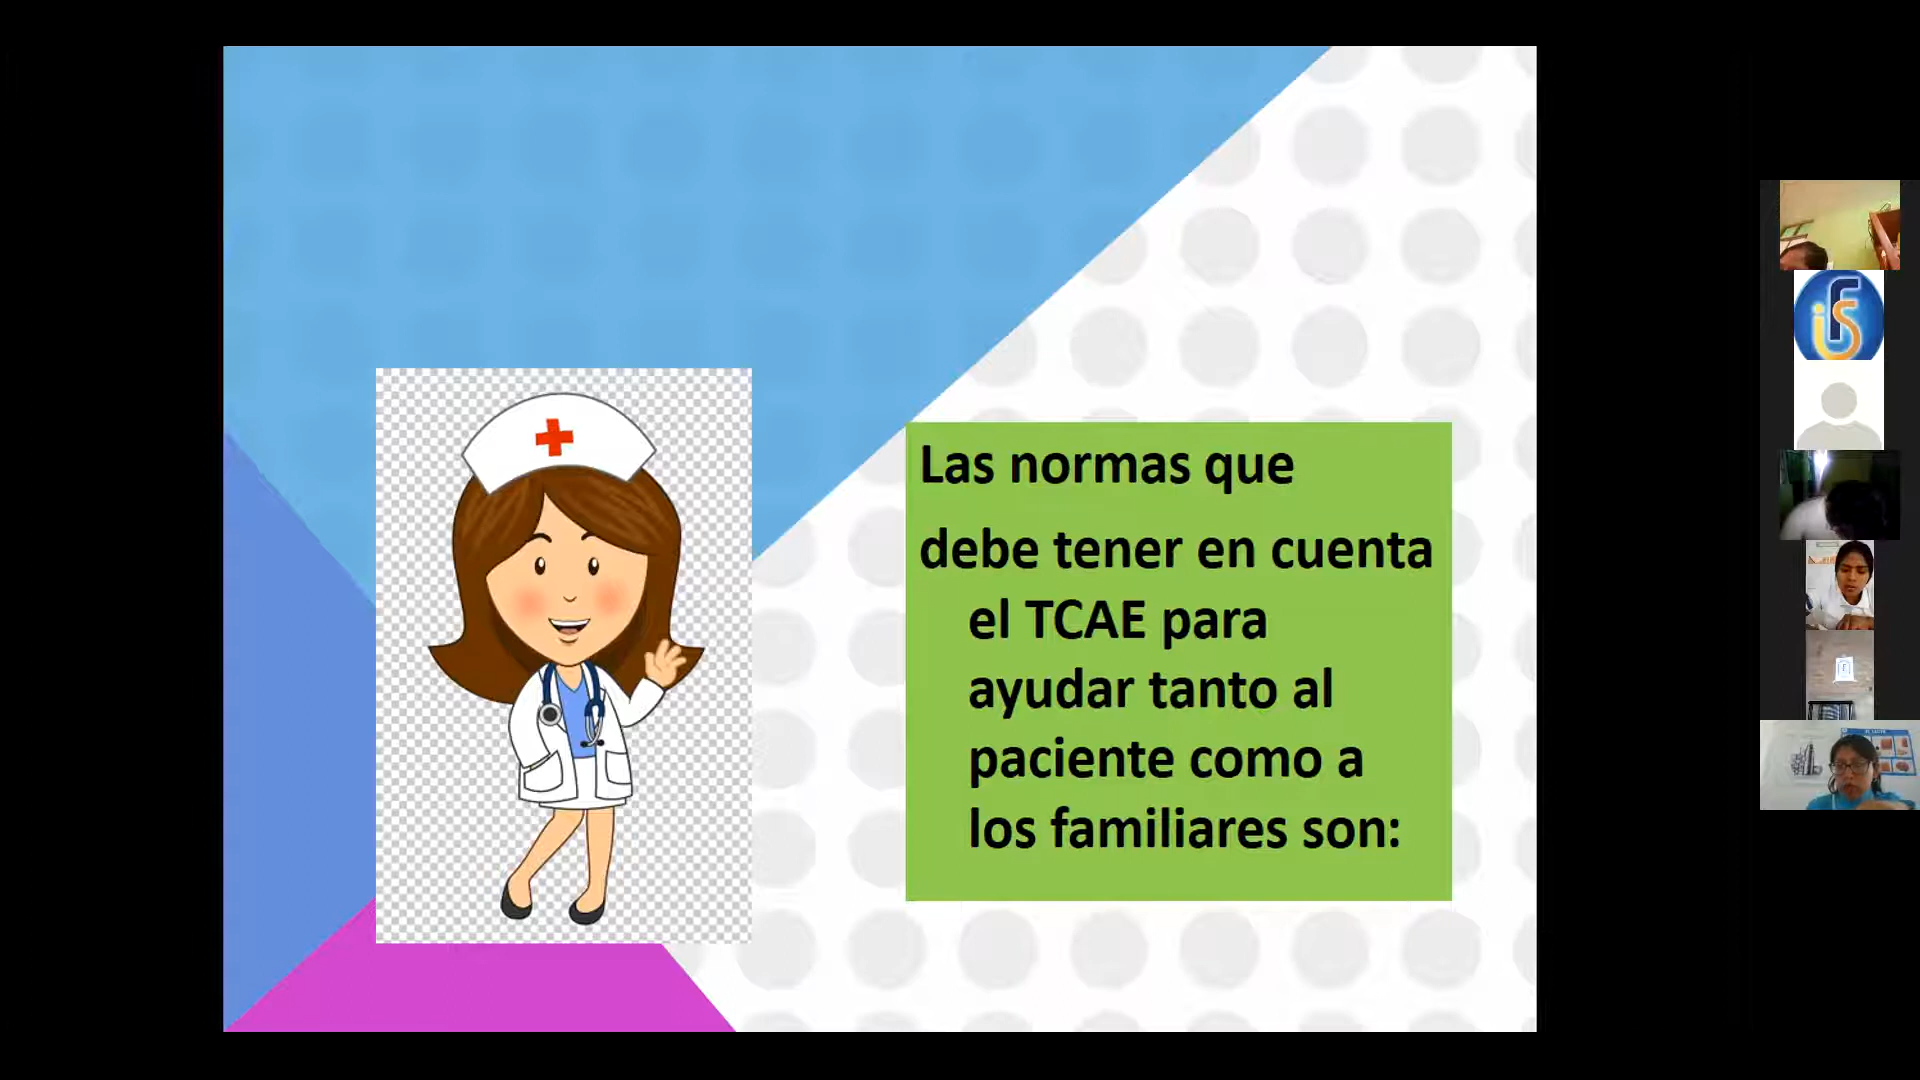 Las normas que
debe tener en cuenta
el TCAE para
ayudar tanto al
paciente como a
los familiares son: